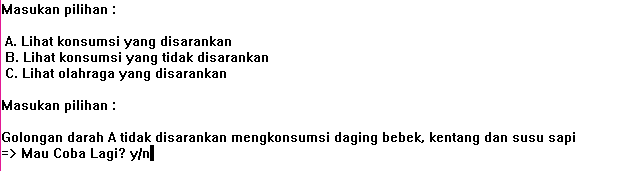 Masukan pilihan :
A. Lihat konsumsi yang disarankan
B. Lihat konsumsi yang tidak disarankan
C. Lihat olahraga yang disarankan
Masukan pilihan :
Golongan darah A tidak disarankan mengkonsumsi daging bebek, kentang dan susu sapi
=> Mau Coba Lagi? y/n